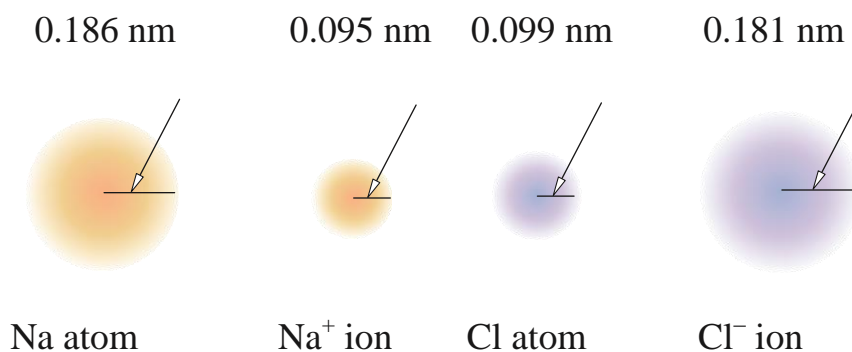 0.186 nm 0.095 nm 0.099 nm 0.181 nm
Na atom Na⁺ ion Cl atom Cl⁻ ion